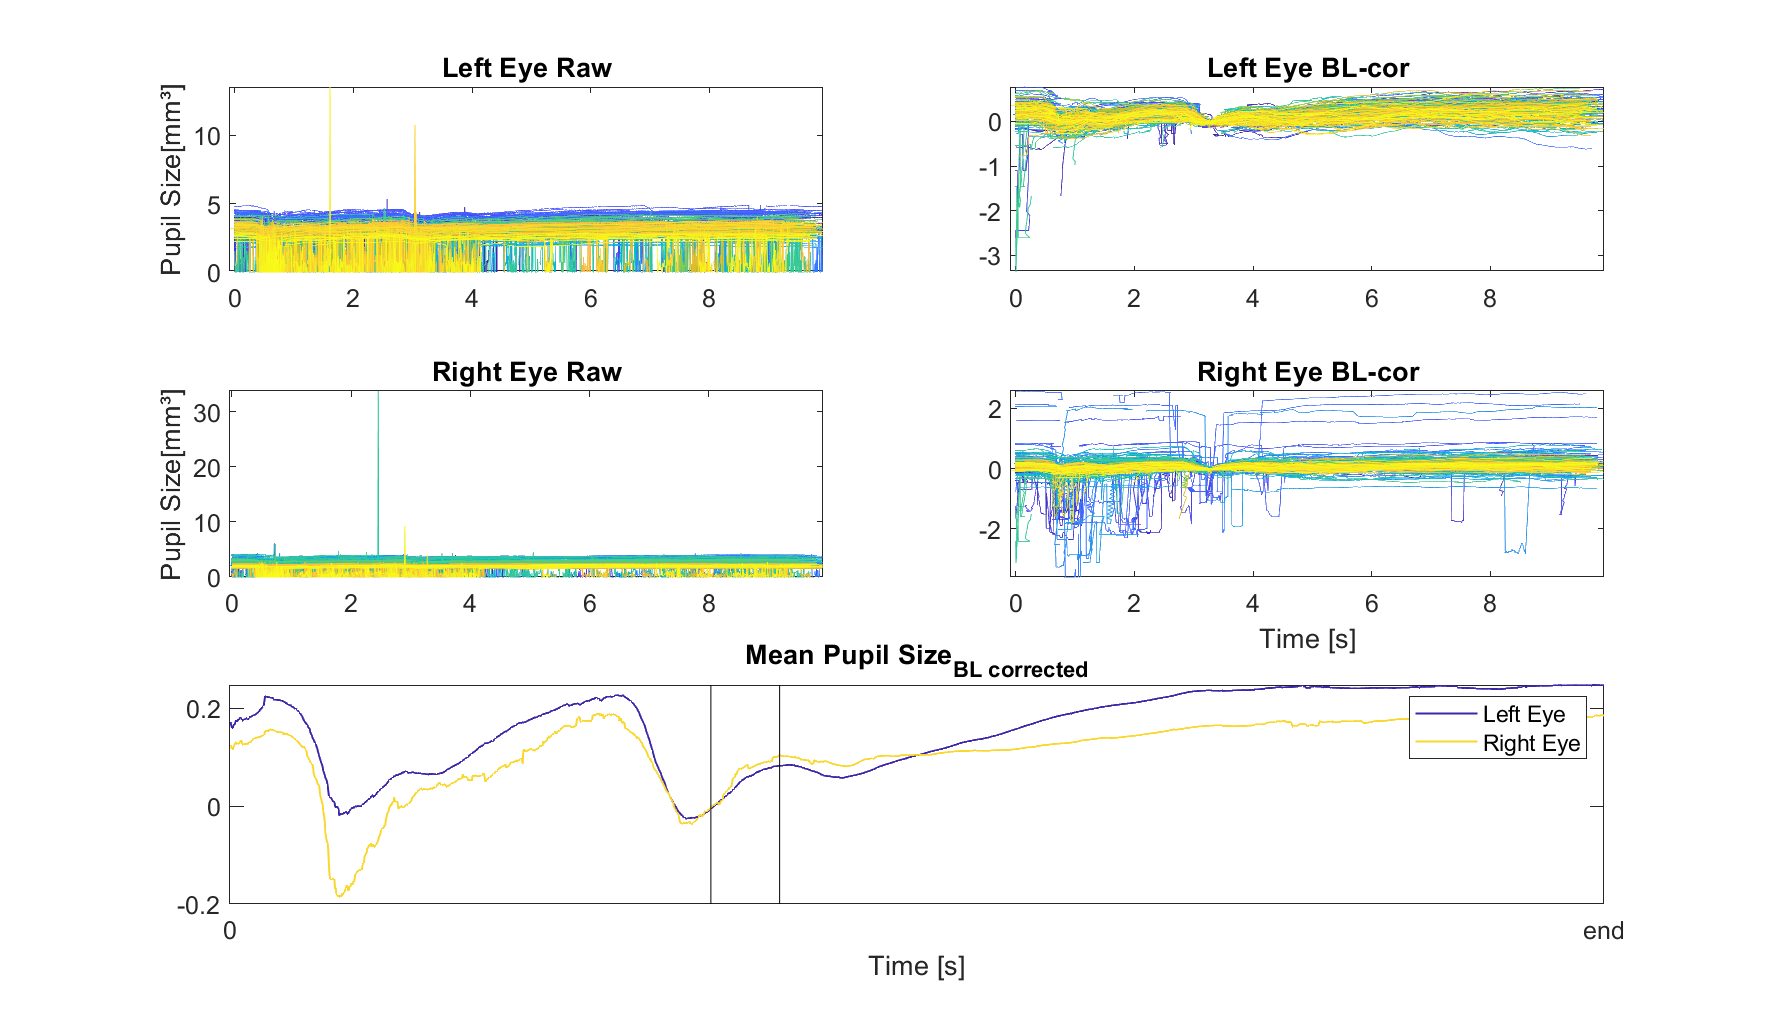 Left Eye Raw
Pupil Size[mm³]
10
5
0
0 2 4 6 8
Left Eye BL-cor
0
-1
-2
-3
0 2 4 6 8
Right Eye Raw
Pupil Size[mm³]
30
20
10
0
0 2 4 6 8
Right Eye BL-cor
2
0
-2
0 2 4 6 8
Time [s]
Mean Pupil Size BL corrected
0.2
0
-0.2
Left Eye
Right Eye
0 end
Time [s]